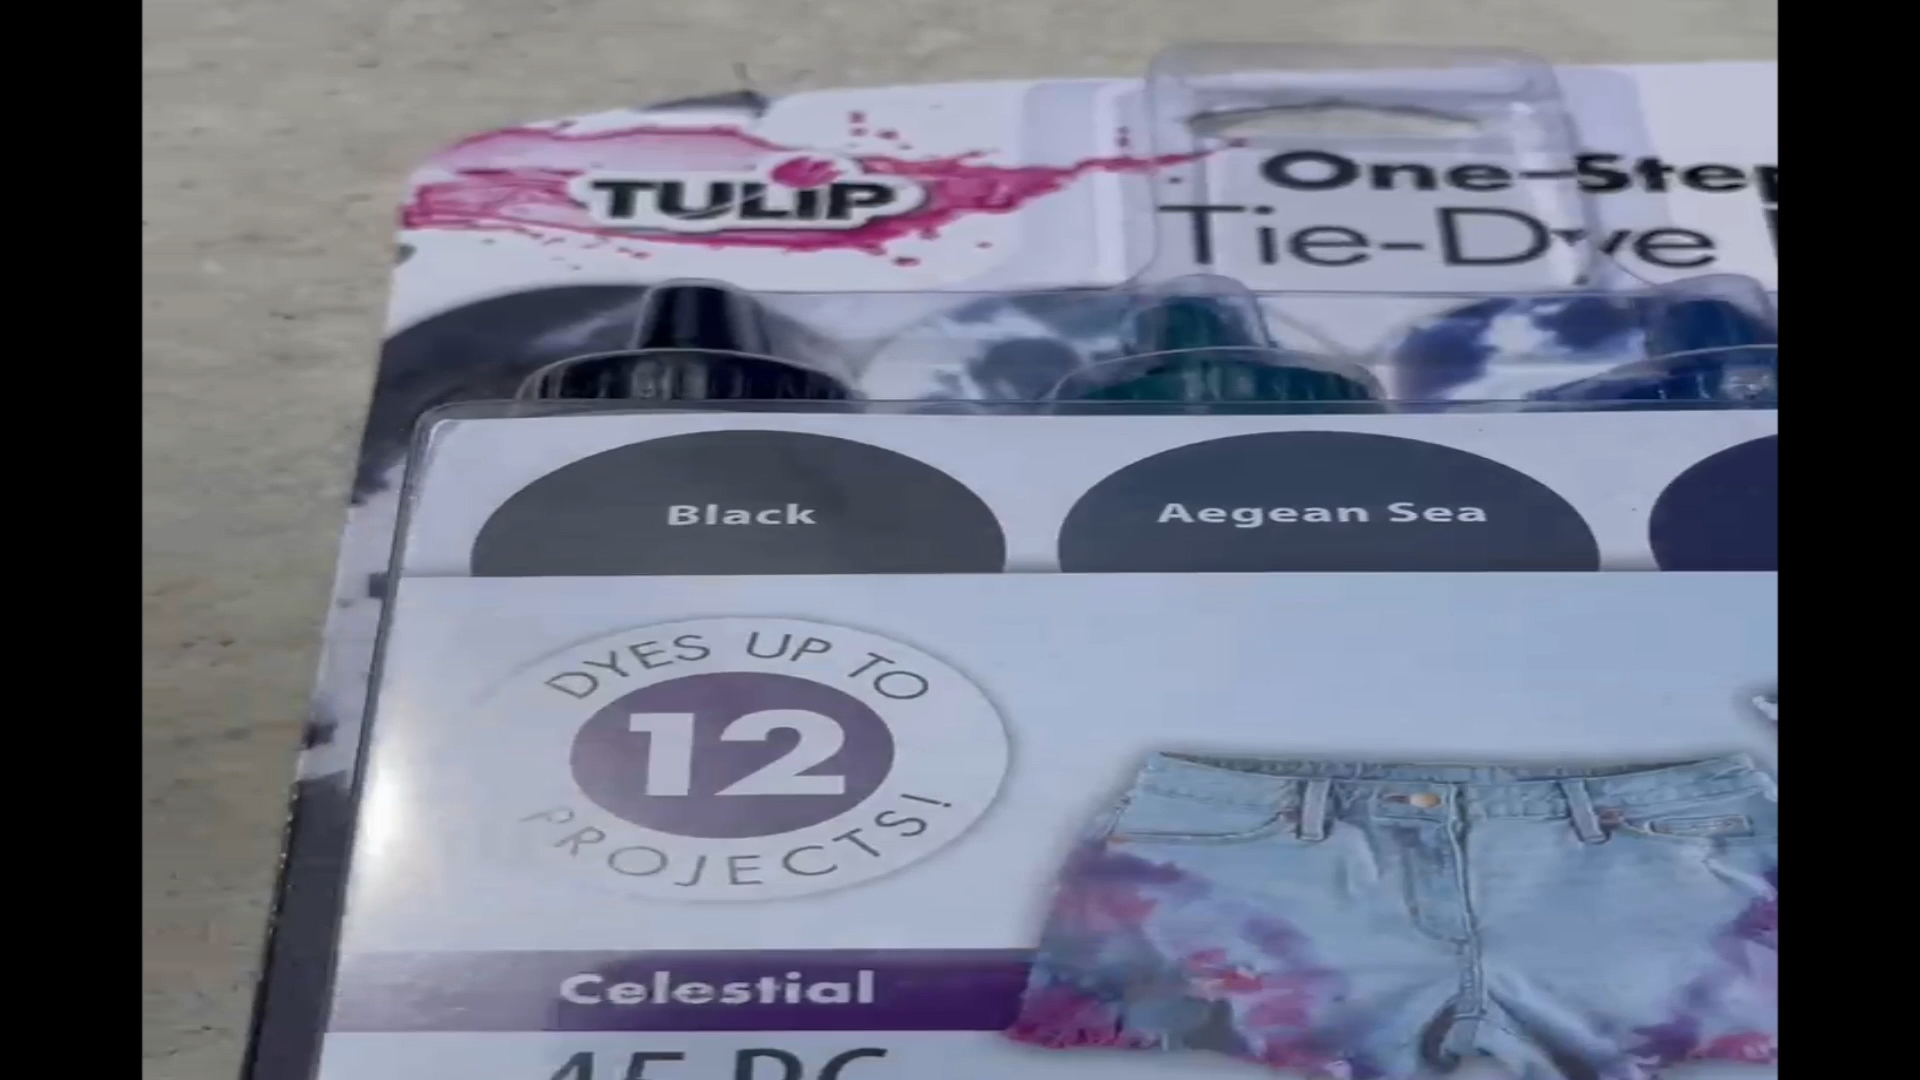 TULIP
One-Step
Tie-Dye
Black
Aegean Sea
DYES UP TO
12
PROJECTS!
Celestial